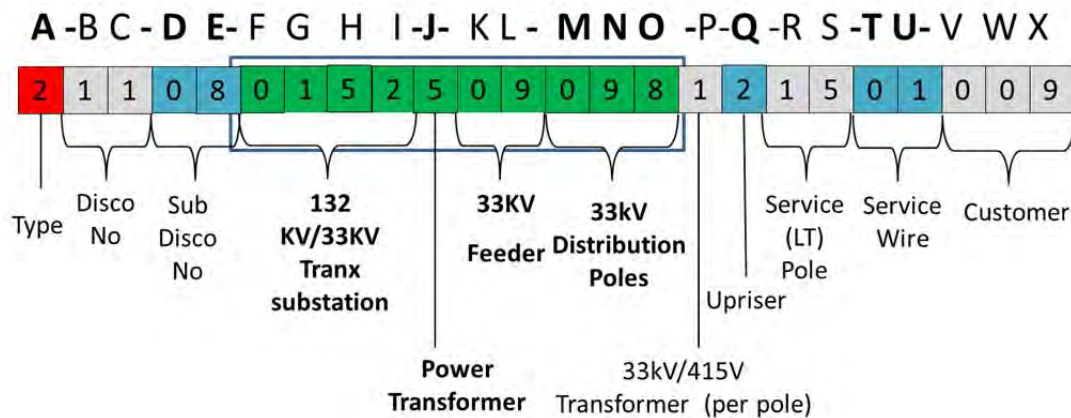 A -B C - D E- F G H I -J- K L - M N O -P- Q -R S -T U- V W X
2 1 1 0 8 0 1 5 2 5 0 9 0 9 8 1 2 1 5 0 1 0 0 9
Type
Disco
No
Sub
Disco
No
132
KV/33KV
Tranx
substation
33KV
Feeder
33kV
Distribution
Poles
Service
(LT)
Pole
Service
Wire
Customer
Upriser
Power
Transformer
33kV/415V
Transformer (per pole)